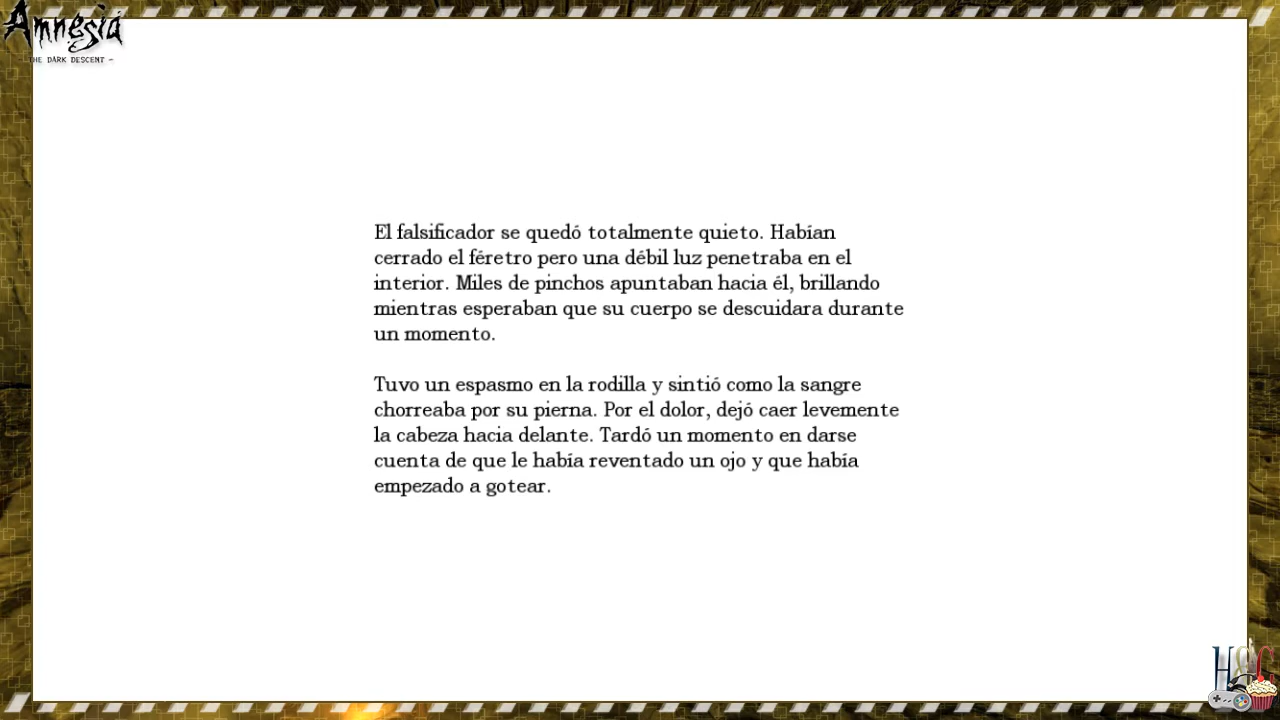 Amnesia
THE DARK DESCENT -
El falsificador se quedó totalmente quieto. Habían
cerrado el féretro pero una débil luz penetraba en el
interior. Miles de pinchos apuntaban hacia él, brillando
mientras esperaban que su cuerpo se descuidara durante
un momento.
Tuvo un espasmo en la rodilla y sintió como la sangre
chorreaba por su pierna. Por el dolor, dejó caer levemente
la cabeza hacia delante. Tardó un momento en darse
cuenta de que le había reventado un ojo y que había
empezado a gotear.